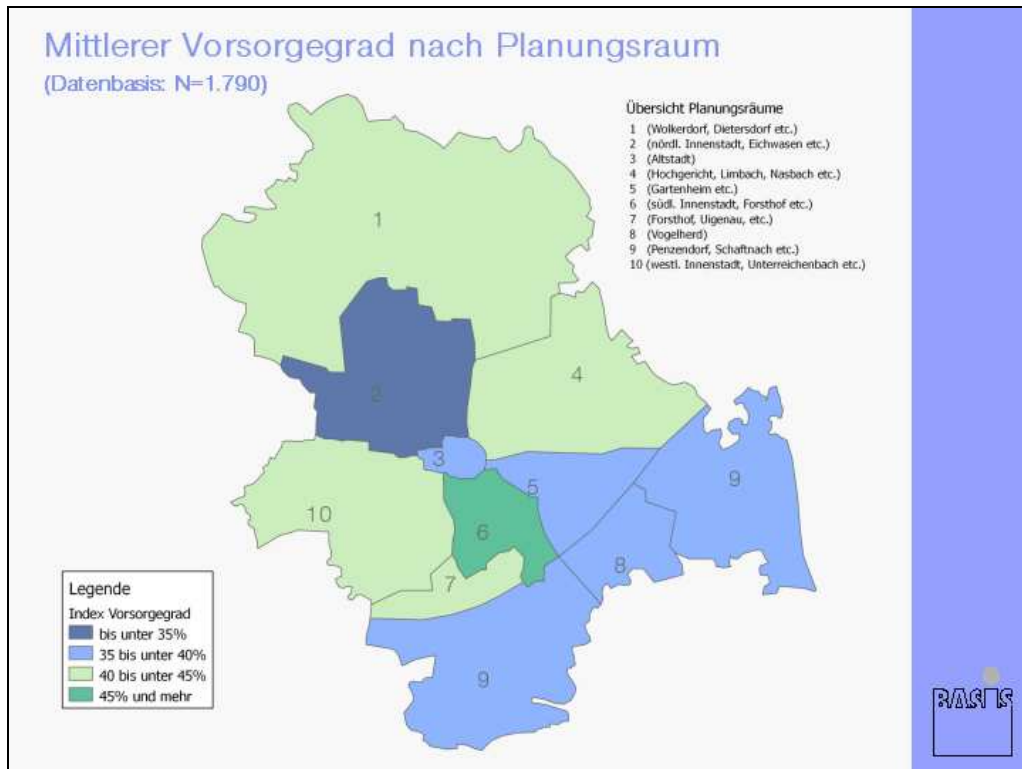 Mittlerer Vorsorgegrad nach Planungsraum
(Datenbasis: N=1.790)
Übersicht Planungsräume
1 (Wolkerdorf, Dietersdorf etc.)
2 (nördl. Innenstadt, Eichwasen etc.)
3 (Altstadt)
4 (Hochgericht, Limbach, Nasbach etc.)
5 (Gartenheim etc.)
6 (südl. Innenstadt, Forsthof etc.)
7 (Forsthof, Uigenau, etc.)
8 (Vogelherd)
9 (Penzendorf, Schaftnach etc.)
10 (westl. Innenstadt, Unterreichenbach etc.)
1
2
4
3
5
9
10
6
8
7
9
Legende
Index Vorsorgegrad
bis unter 35%
35 bis unter 40%
40 bis unter 45%
45% und mehr
BASIS